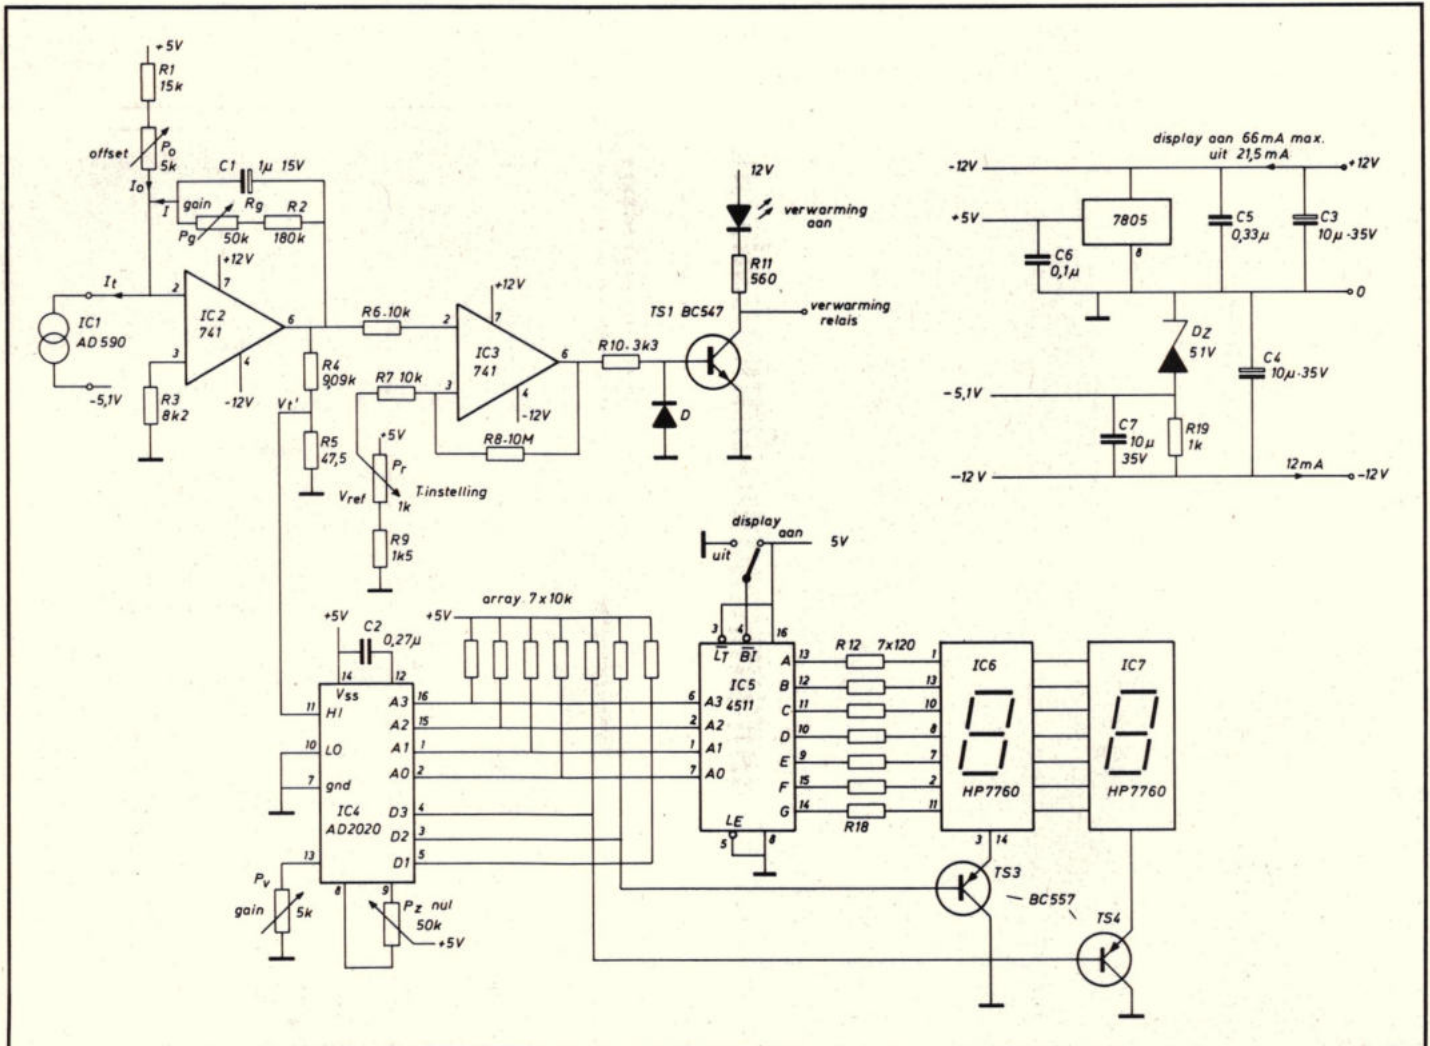 +5V
R1
15k
offset
Po
5k
Io
I
C1
1µ 15V
gain
Rg
R2
Pg
50k
180k
+12V
7
It
2
IC1
AD590
IC2
741
6
3
4
-12V
-5,1V
R3
8k2
R4
9,09k
Vt'
R5
47,5
R6.10k
2
+12V
7
IC3
741
6
R7 10k
3
4
-12V
R8-10M
+5V
Pr
1k
Vref
T-instelling
R9
1k5
R10.3k3
D
12V
verwarming
aan
R11
560
TS1 BC547
verwarming
relais
display aan 66mA max.
uit 21,5mA
-12V
+12V
+5V
7805
8
C6
0,1µ
C5
0,33µ
C3
10µ-35V
0
DZ
51V
C4
10µ-35V
-5,1V
C7
10µ
35V
R19
1k
-12V
12mA
-12V
display
aan
uit
5V
array 7x10k
+5V
+5V
C2
0,27µ
14
12
Vss
11
HI
10
LO
7
gnd
IC4
AD2020
13
8
9
A3
16
A2
15
A1
1
A0
2
D3
4
D2
3
D1
5
Pv
gain
5k
Pz nul
50k
+5V
3
4
16
LT
BI
IC5
4511
6
A3
2
A2
1
A1
7
A0
LE
5
8
A
13
B
12
C
11
D
10
E
9
F
15
G
14
R12 7x120
R18
1
13
10
8
7
2
11
IC6
HP7760
IC7
HP7760
3
14
TS3
BC557
TS4